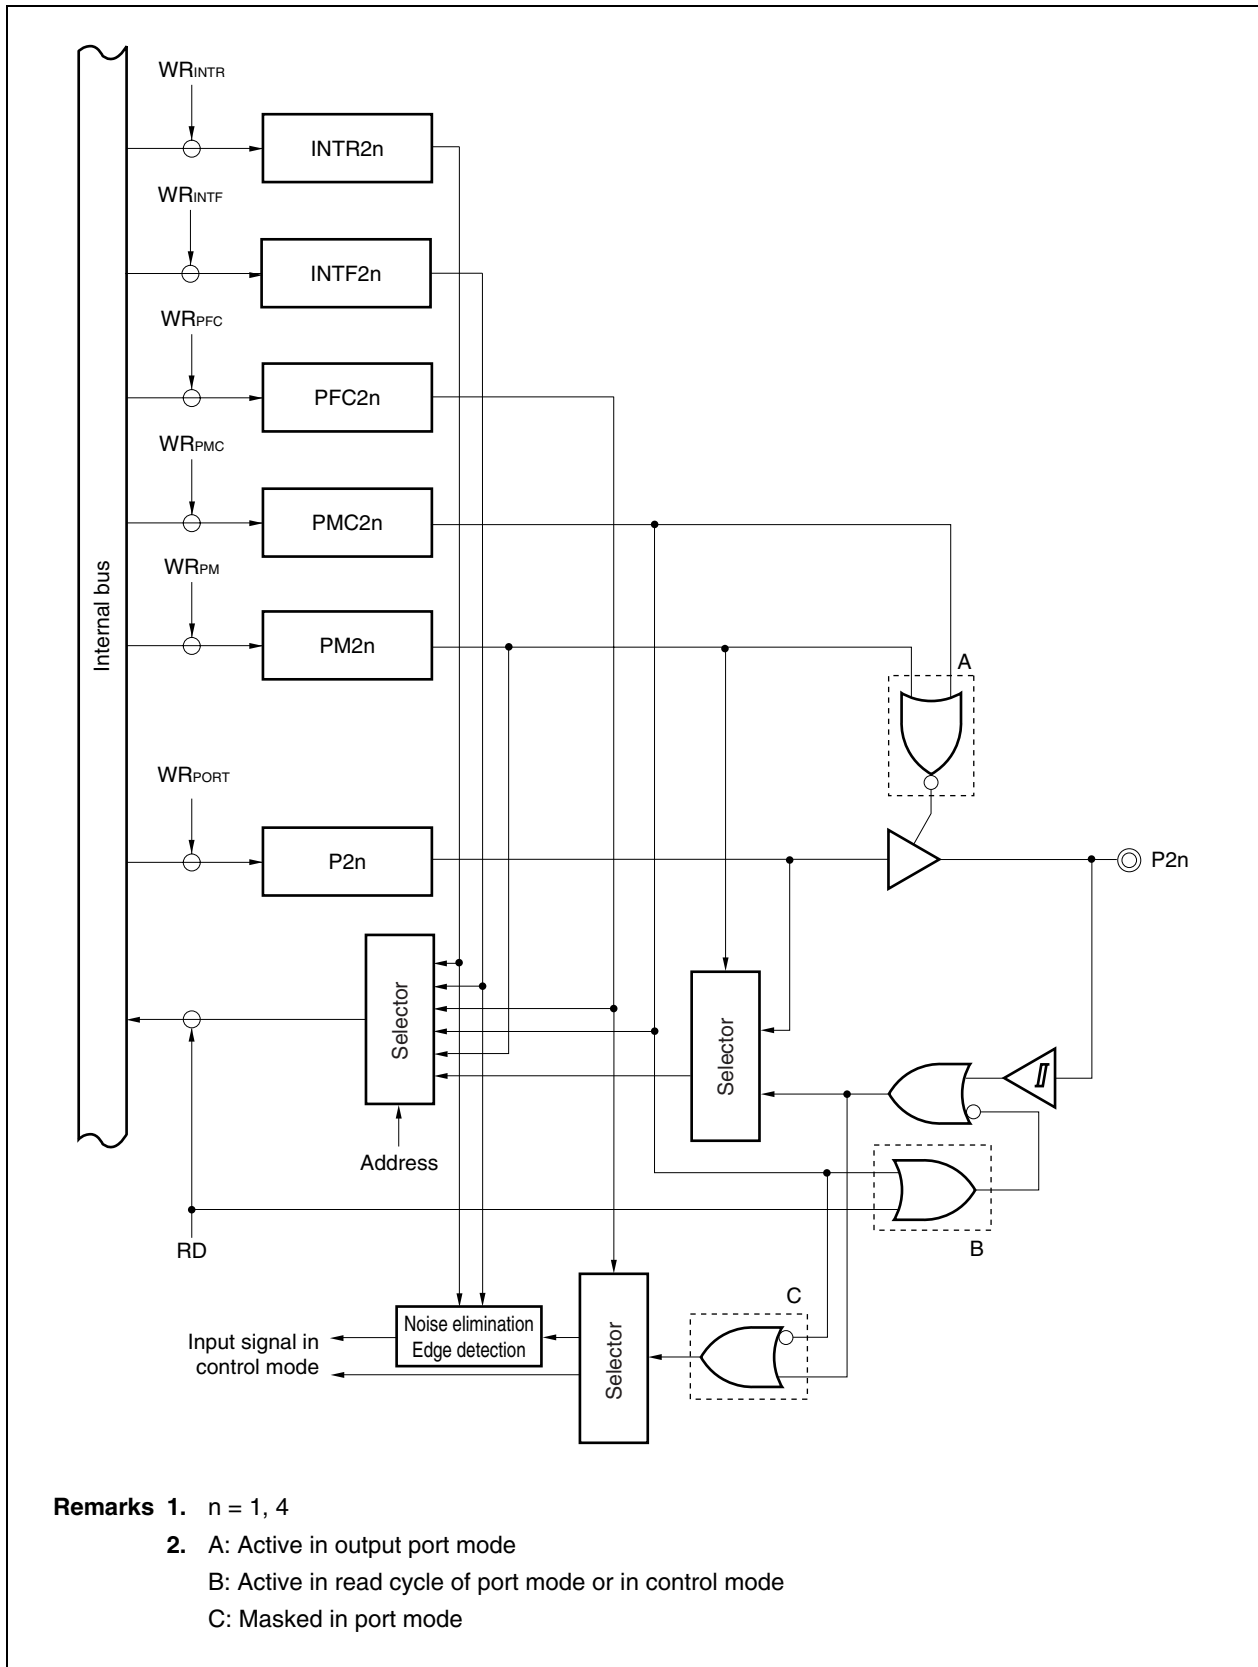 WRINTR
INTR2n
WRINTF
INTF2n
WRPFC
PFC2n
WRPMC
PMC2n
WRPM
PM2n
Internal bus
A
WRPORT
P2n
P2n
Selector
Selector
Address
RD
B
C
Noise elimination
Edge detection
Input signal in
control mode
Selector
Remarks 1. n = 1, 4
2. A: Active in output port mode
B: Active in read cycle of port mode or in control mode
C: Masked in port mode